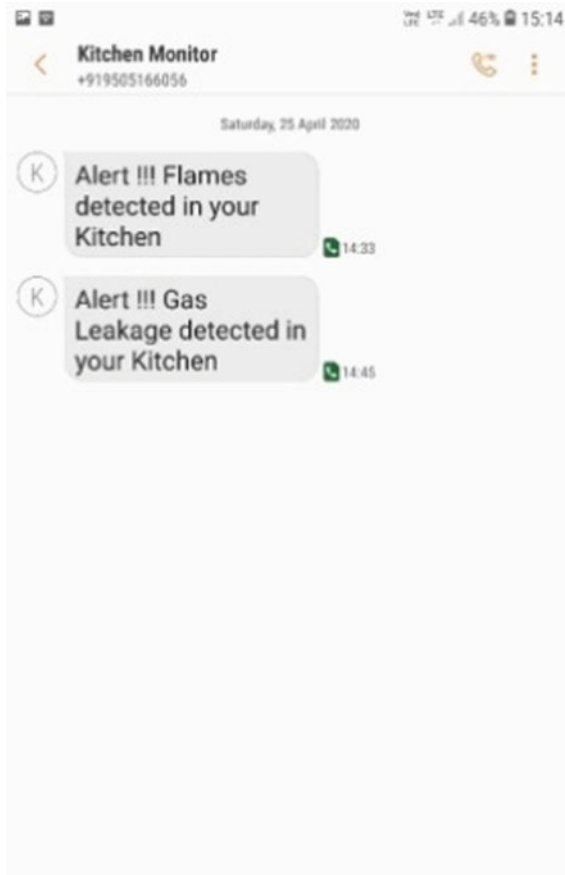 46% 15:14
Kitchen Monitor
+919505166056
Saturday, 25 April 2020
K
Alert !!! Flames
detected in your
Kitchen
14:33
K
Alert !!! Gas
Leakage detected in
your Kitchen
14:45